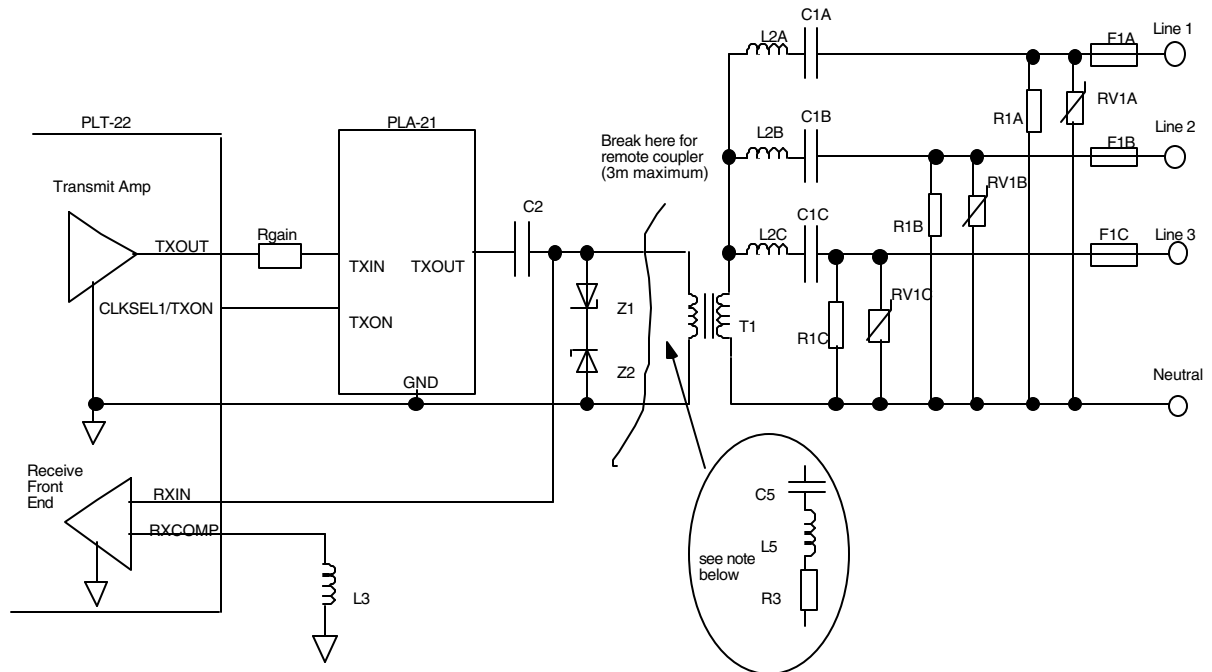 C1A
L2A
F1A
Line 1
PLT-22
PLA-21
R1A
RV1A
C1B
Break here for
remote coupler
(3m maximum)
L2B
F1B
Line 2
Transmit Amp
RV1B
C2
C1C
TXOUT
Rgain
L2C
R1B
F1C
Line 3
TXIN
TXOUT
CLKSEL1/TXON
Z1
RV1C
TXON
T1
R1C
Z2
GND
Neutral
Receive
Front
End
RXIN
RXCOMP
C5
L5
see note
below
L3
R3